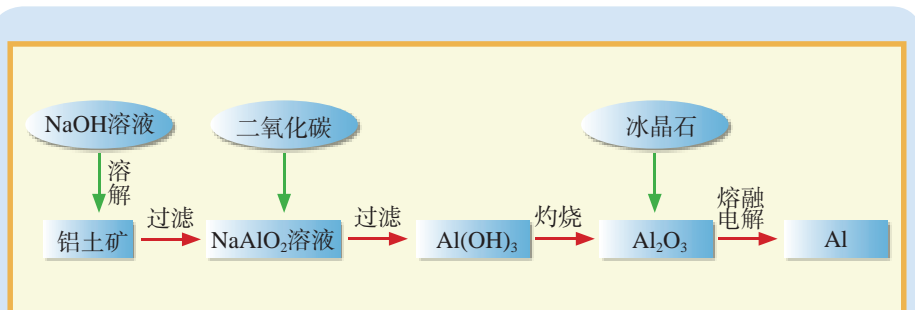 NaOH溶液
二氧化碳
冰晶石
溶
解
过滤
过滤
灼烧
熔融
电解
铝土矿
NaAlO₂溶液
Al(OH)₃
Al₂O₃
Al